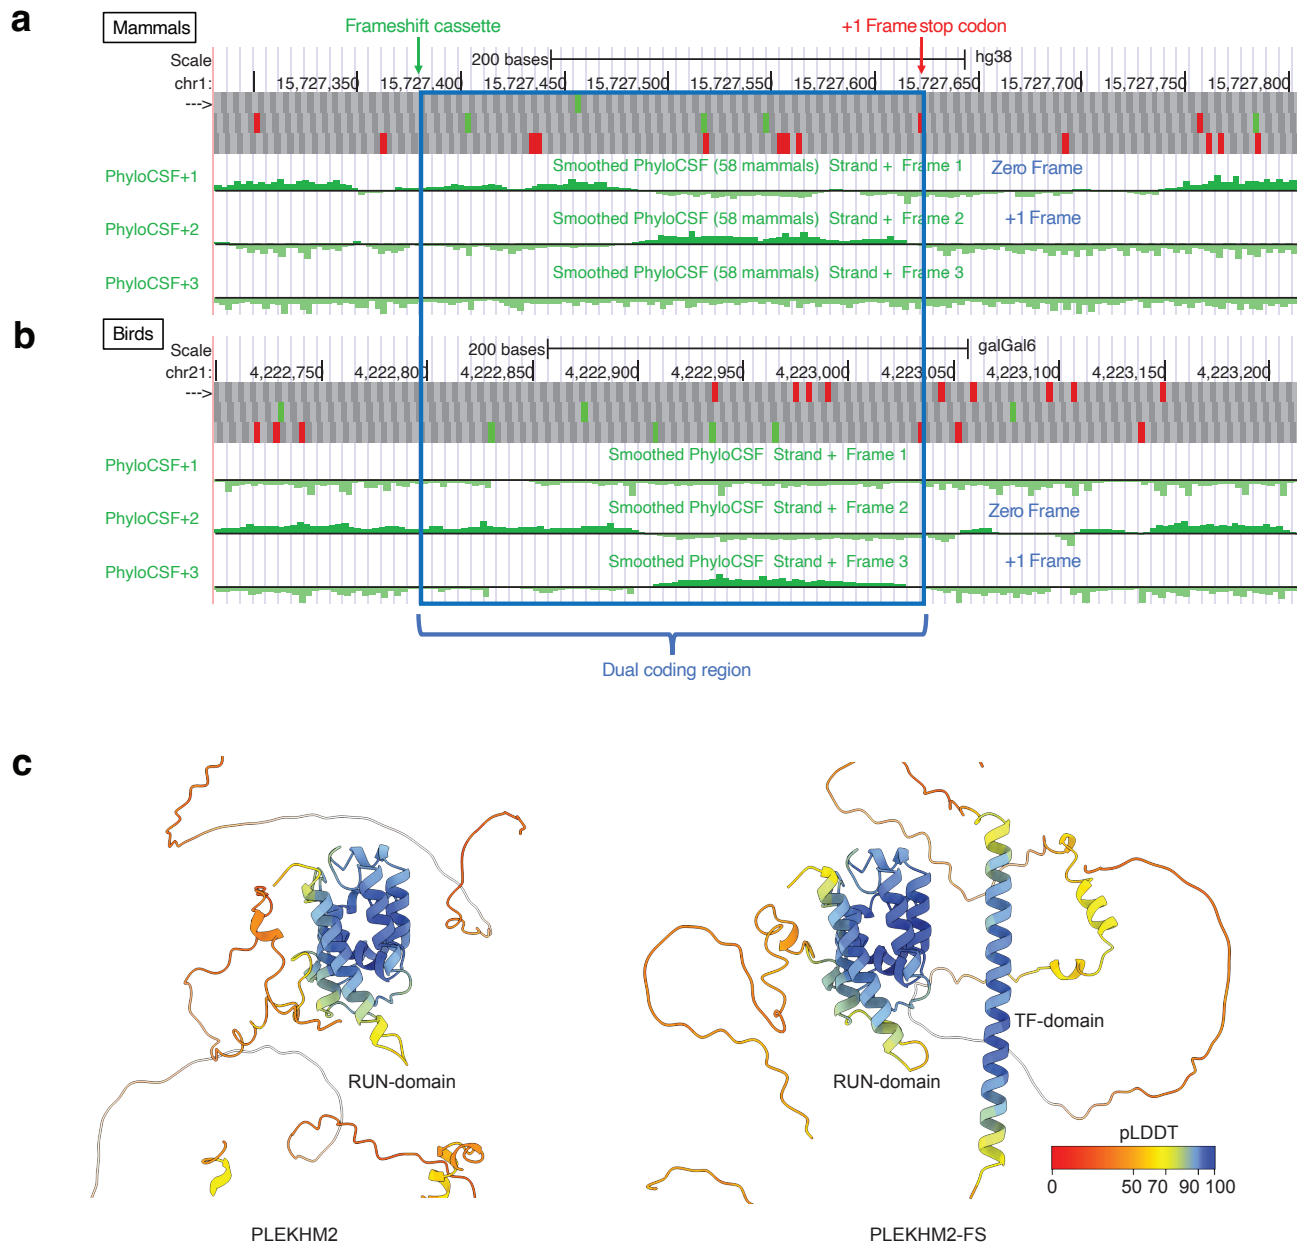 a
Mammals
Frameshift cassette
+1 Frame stop codon
Scale
200 bases
hg38
chr1:
15,727,350
15,727,400
15,727,450
15,727,500
15,727,550
15,727,600
15,727,650
15,727,700
15,727,750
15,727,800
--->
Smoothed PhyloCSF (58 mammals) Strand + Frame 1
Zero Frame
PhyloCSF+1
Smoothed PhyloCSF (58 mammals) Strand + Frame 2
+1 Frame
PhyloCSF+2
Smoothed PhyloCSF (58 mammals) Strand + Frame 3
PhyloCSF+3
b
Birds
Scale
200 bases
galGal6
chr21:
4,222,750
4,222,800
4,222,850
4,222,900
4,222,950
4,223,000
4,223,050
4,223,100
4,223,150
4,223,200
--->
Smoothed PhyloCSF Strand + Frame 1
PhyloCSF+1
Smoothed PhyloCSF Strand + Frame 2
Zero Frame
PhyloCSF+2
Smoothed PhyloCSF Strand + Frame 3
+1 Frame
PhyloCSF+3
Dual coding region
c
RUN-domain
RUN-domain
TF-domain
pLDDT
0 50 70 90 100
PLEKHM2
PLEKHM2-FS